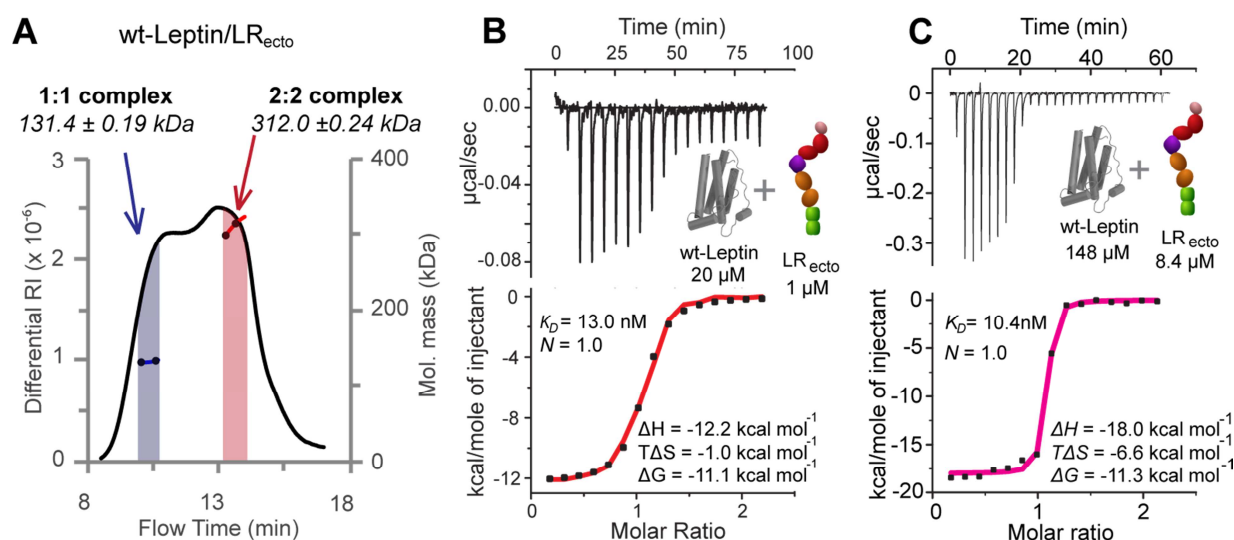 A
wt-Leptin/LRecto
1:1 complex
131.4 ± 0.19 kDa
2:2 complex
312.0 ±0.24 kDa
Differential RI (x 10⁻⁶)
3
2
1
0
400
200
0
Mol. mass (kDa)
8
13
18
Flow Time (min)
B
Time (min)
0
25
50
75
100
µcal/sec
0.00
-0.04
-0.08
wt-Leptin
20 µM
+
LRecto
1 µM
kcal/mole of injectant
0
-4
-8
-12
KD = 13.0 nM
N = 1.0
ΔH = -12.2 kcal mol⁻¹
TΔS = -1.0 kcal mol⁻¹
ΔG = -11.1 kcal mol⁻¹
0
1
2
Molar Ratio
C
Time (min)
0
20
40
60
µcal/sec
0
-0.1
-0.2
-0.3
wt-Leptin
148 µM
+
LRecto
8.4 µM
kcal/mole of injectant
0
-5
-10
-15
-20
KD = 10.4nM
N = 1.0
ΔH = -18.0 kcal mol⁻¹
TΔS = -6.6 kcal mol⁻¹
ΔG = -11.3 kcal mol⁻¹
0
1
2
Molar ratio